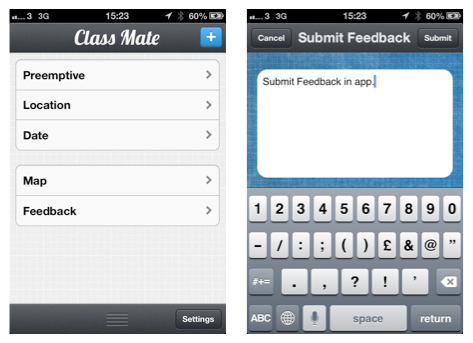 3 3G 15:23 60%
Class Mate
+
Preemptive
Location
Date
Map
Feedback
Settings
3 3G 15:23 60%
Cancel Submit Feedback Submit
Submit Feedback in app.
1 2 3 4 5 6 7 8 9 0
- / : ; ( ) £ & @ "
#+= . , ? ! '
ABC space return